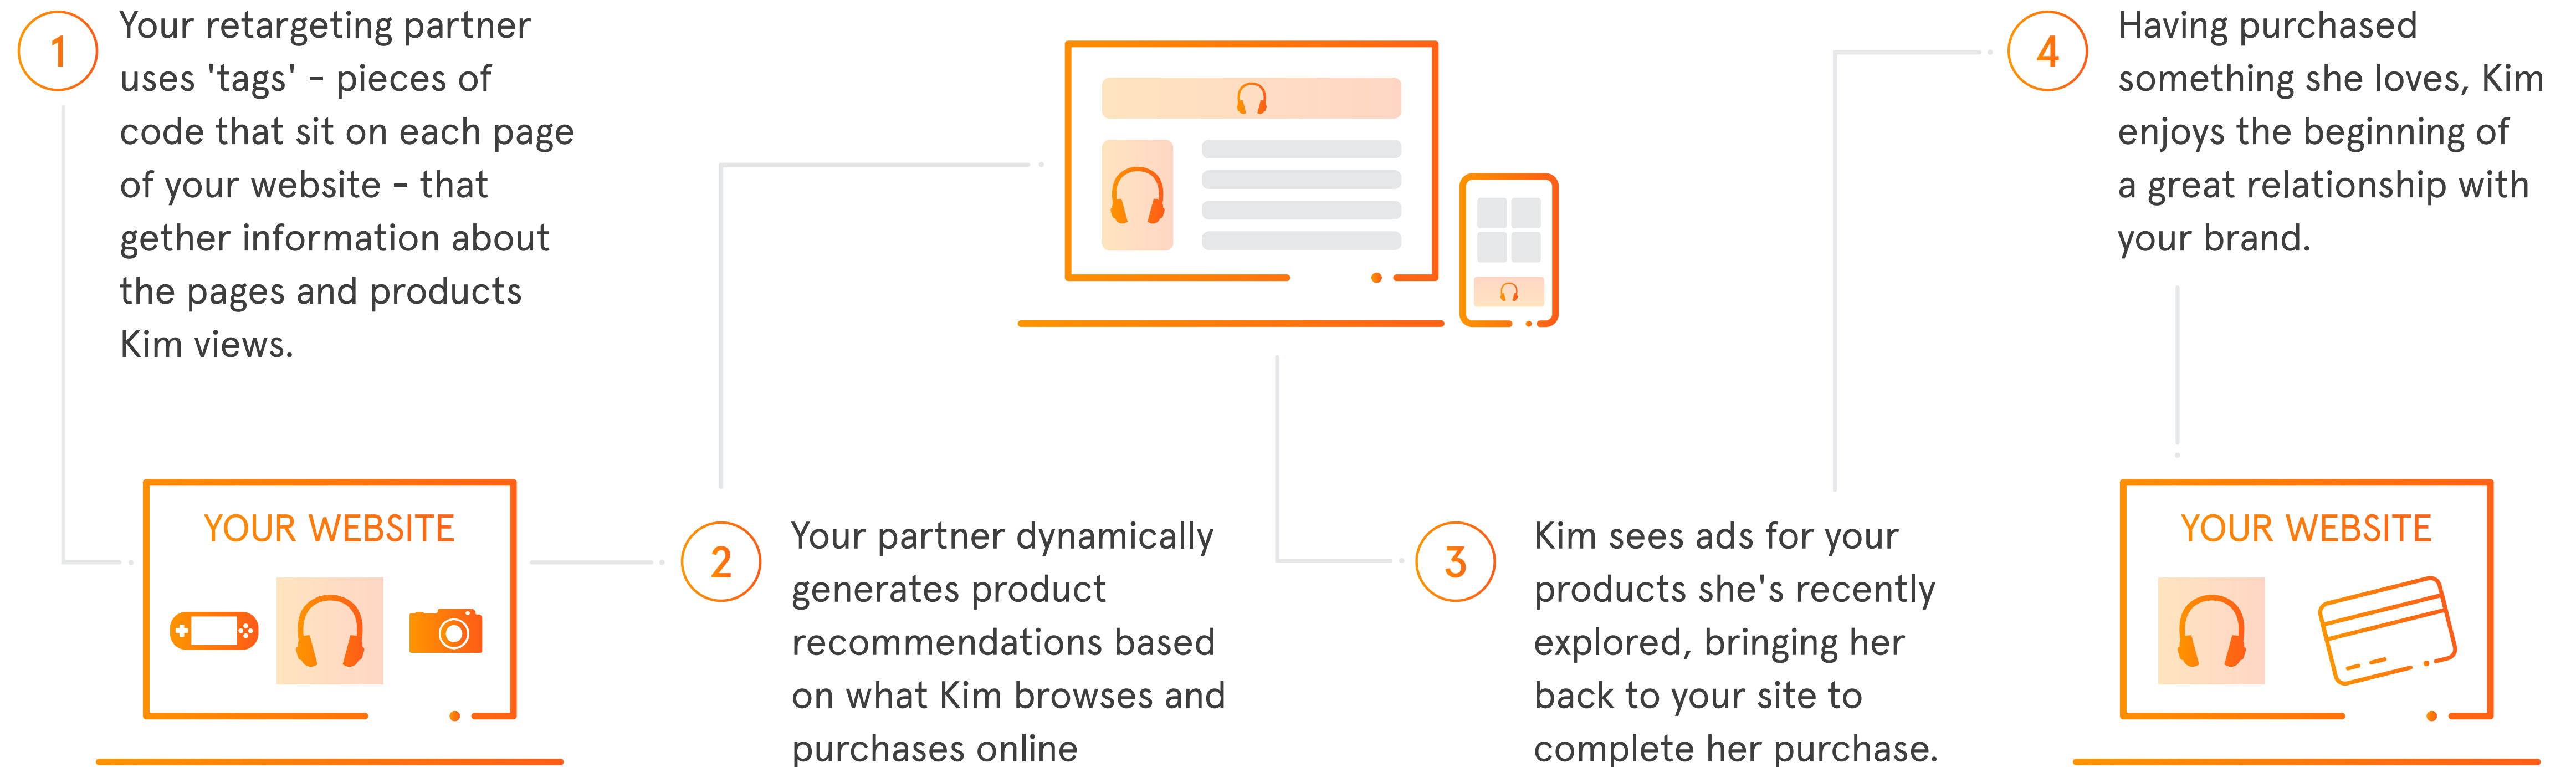 1
Your retargeting partner
uses 'tags' - pieces of
code that sit on each page
of your website - that
gether information about
the pages and products
Kim views.
YOUR WEBSITE
2
Your partner dynamically
generates product
recommendations based
on what Kim browses and
purchases online
3
Kim sees ads for your
products she's recently
explored, bringing her
back to your site to
complete her purchase.
4
Having purchased
something she loves, Kim
enjoys the beginning of
a great relationship with
your brand.
YOUR WEBSITE